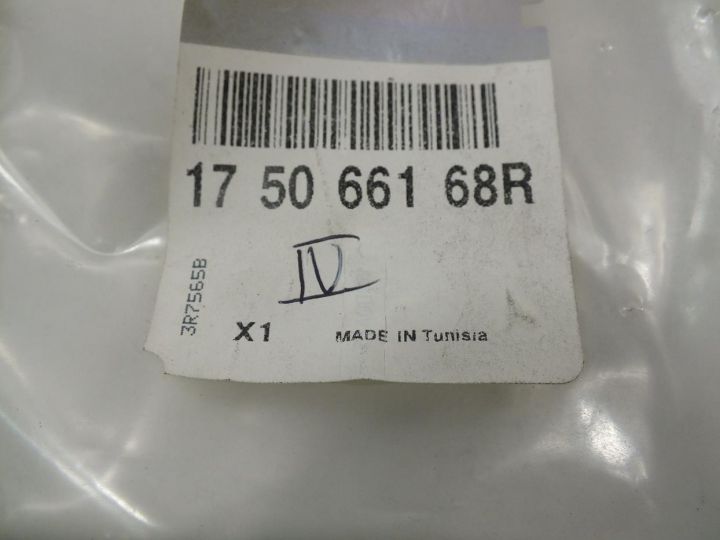 17 50 661 68R
IV
3R7565B
X1
MADE IN Tunisia